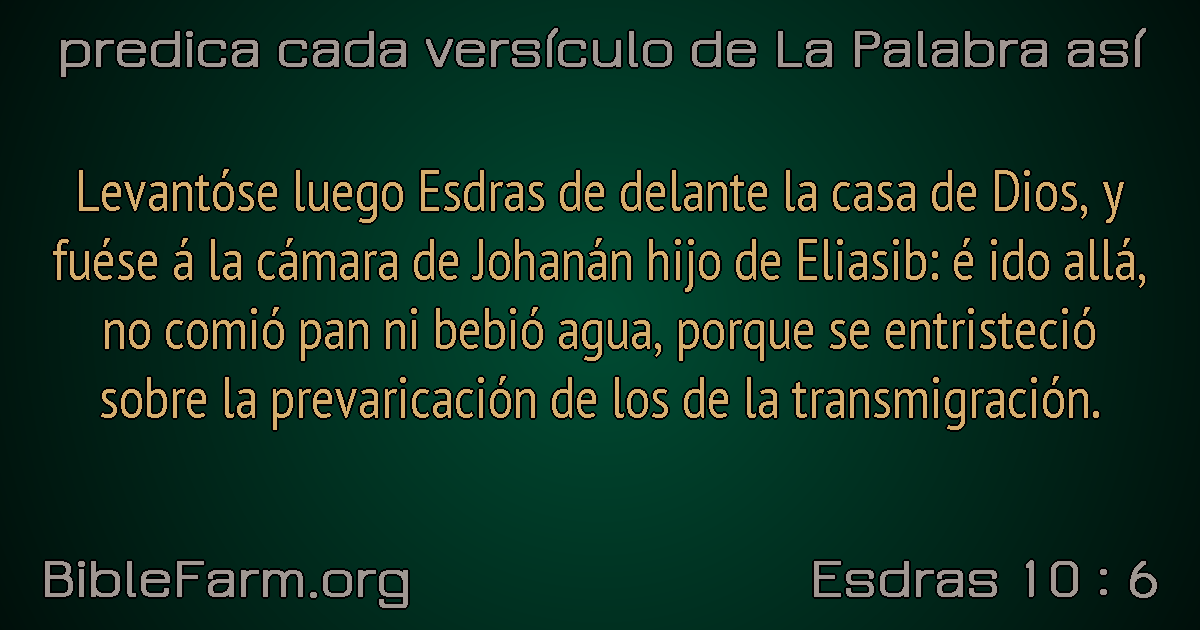 predica cada versículo de La Palabra así
Levantóse luego Esdras de delante la casa de Dios, y
fuése á la cámara de Johanán hijo de Eliasib: é ido allá,
no comió pan ni bebió agua, porque se entristeció
sobre la prevaricación de los de la transmigración.
BibleFarm.org
Esdras 10 : 6